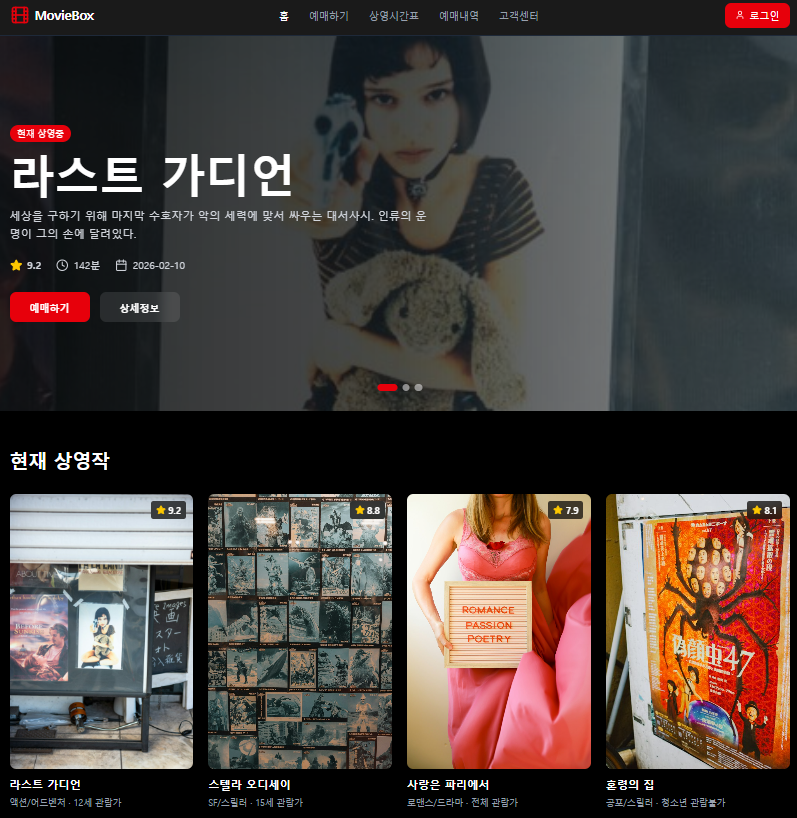 MovieBox
홈 예매하기 상영시간표 예매내역 고객센터
로그인
현재 상영중
라스트 가디언
세상을 구하기 위해 마지막 수호자가 악의 세력에 맞서 싸우는 대서사시. 인류의 운
명이 그의 손에 달려있다.
9.2 142분 2026-02-10
예매하기 상세정보
현재 상영작
9.2
8.8
7.9
8.1
ROMANCE
PASSION
POETRY
偽顔虫47
라스트 가디언
액션/어드벤처 · 12세 관람가
스텔라 오디세이
SF/스릴러 · 15세 관람가
사랑은 파리에서
로맨스/드라마 · 전체 관람가
혼령의 집
공포/스릴러 · 청소년 관람불가